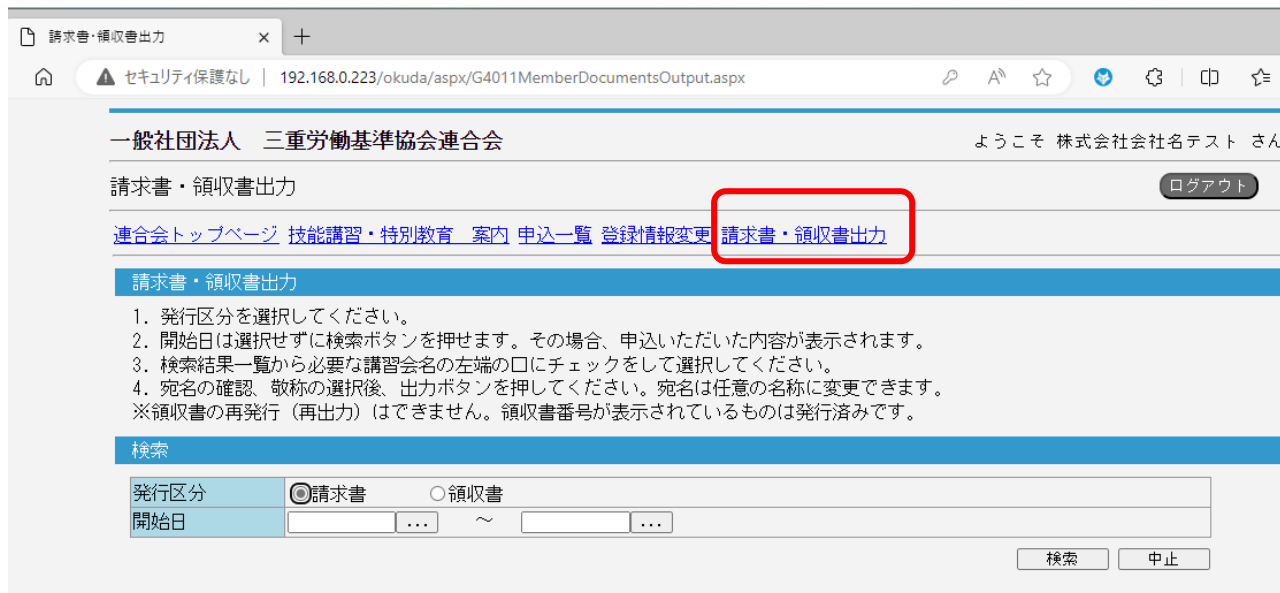 請求書・領収書出力
セキュリティ保護なし | 192.168.0.223/okuda/aspx/G4011MemberDocumentsOutput.aspx
一般社団法人　三重労働基準協会連合会
ようこそ 株式会社会社名テスト さん
請求書・領収書出力
ログアウト
連合会トップページ 技能講習・特別教育　案内 申込一覧 登録情報変更 請求書・領収書出力
請求書・領収書出力
1. 発行区分を選択してください。
2. 開始日は選択せずに検索ボタンを押せます。その場合、申込いただいた内容が表示されます。
3. 検索結果一覧から必要な講習会名の左端の口にチェックをして選択してください。
4. 宛名の確認、敬称の選択後、出力ボタンを押してください。宛名は任意の名称に変更できます。
※領収書の再発行（再出力）はできません。領収書番号が表示されているものは発行済みです。
検索
発行区分 請求書 領収書
開始日 ... ～ ...
検索 中止